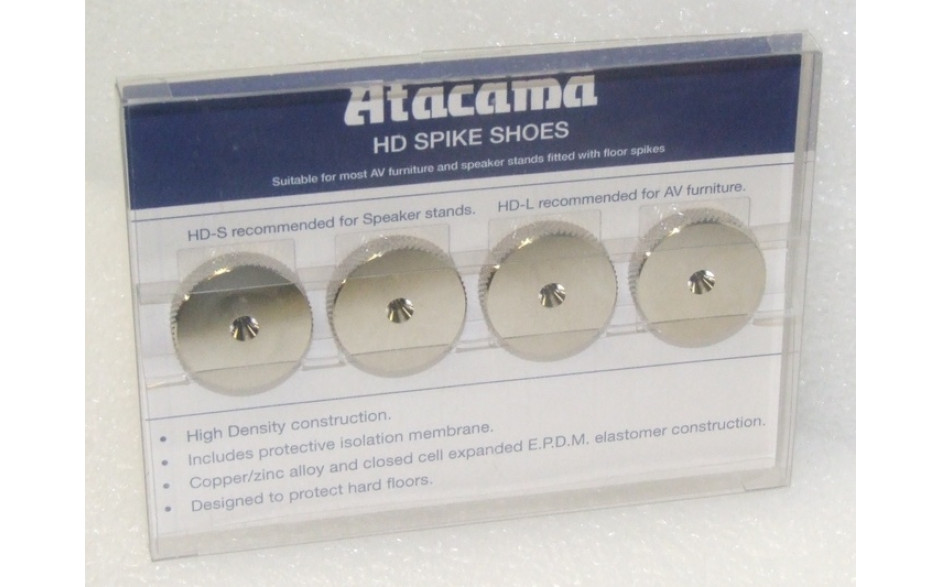 Atacama
HD SPIKE SHOES
Suitable for most AV furniture and speaker stands fitted with floor spikes
HD-S recommended for Speaker stands. HD-L recommended for AV furniture.
• High Density construction.
• Includes protective isolation membrane.
• Copper/zinc alloy and closed cell expanded E.P.D.M. elastomer construction.
• Designed to protect hard floors.